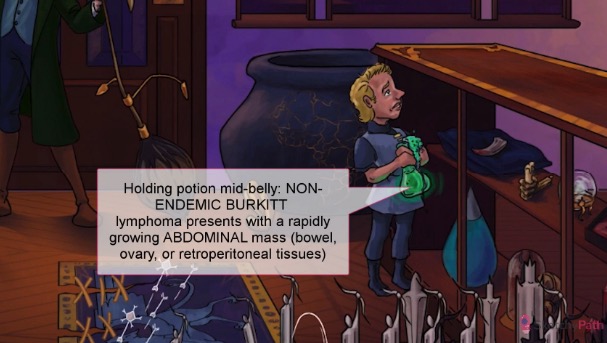 Holding potion mid-belly: NON-
ENDEMIC BURKITT
lymphoma presents with a rapidly
growing ABDOMINAL mass (bowel,
ovary, or retroperitoneal tissues)
Path